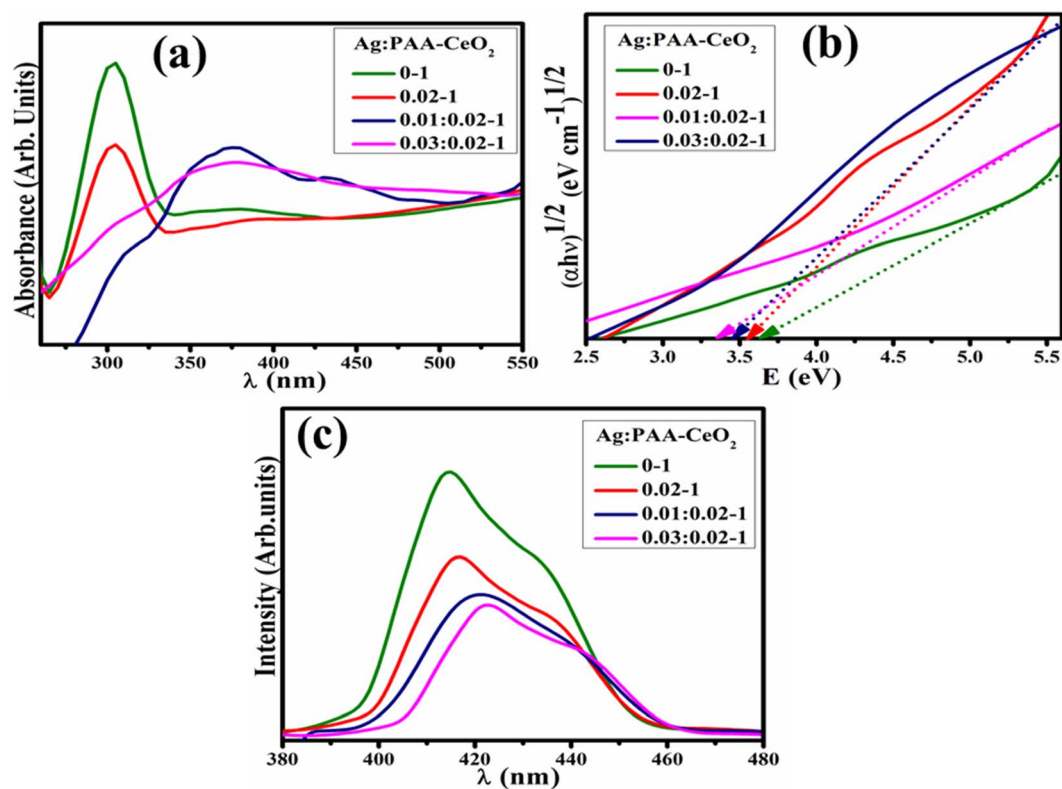 (a)
Ag:PAA-CeO2
0-1
0.02-1
0.01:0.02-1
0.03:0.02-1
Absorbance (Arb. Units)
300 350 400 450 500 550
λ (nm)
(b)
Ag:PAA-CeO2
0-1
0.02-1
0.01:0.02-1
0.03:0.02-1
(αhν)1/2 (eV cm-1)1/2
2.5 3.0 3.5 4.0 4.5 5.0 5.5
E (eV)
(c)
Ag:PAA-CeO2
0-1
0.02-1
0.01:0.02-1
0.03:0.02-1
Intensity (Arb.units)
380 400 420 440 460 480
λ (nm)